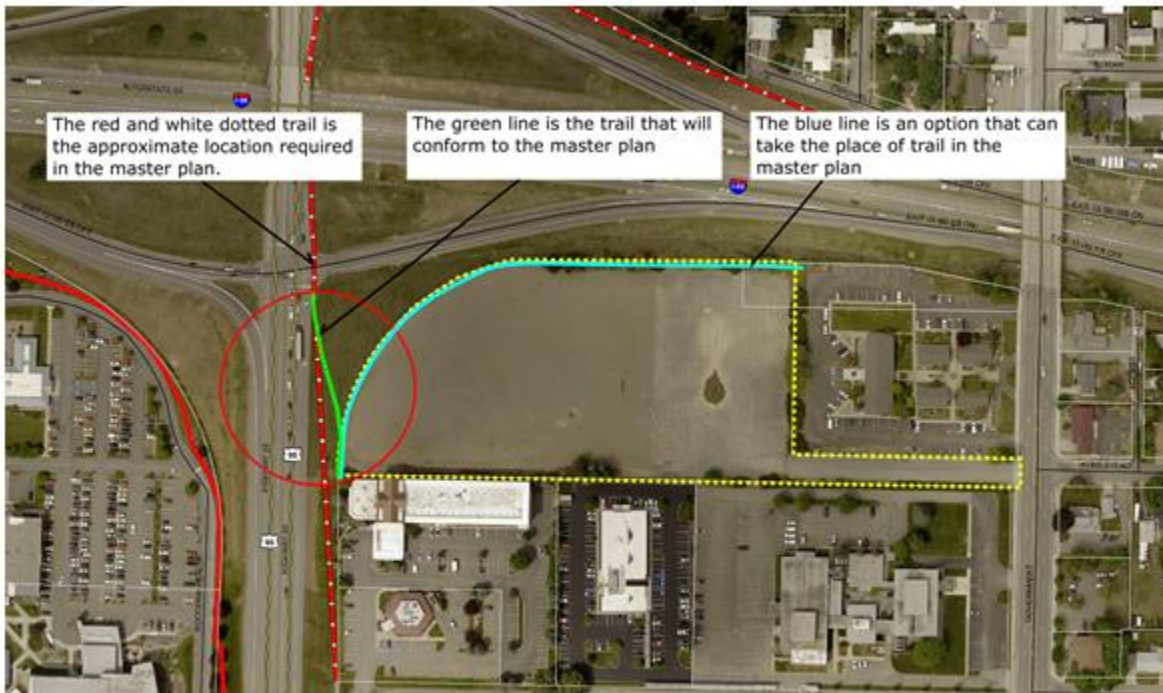 The red and white dotted trail is
the approximate location required
in the master plan.
The green line is the trail that will
conform to the master plan
The blue line is an option that can
take the place of trail in the
master plan
95
95